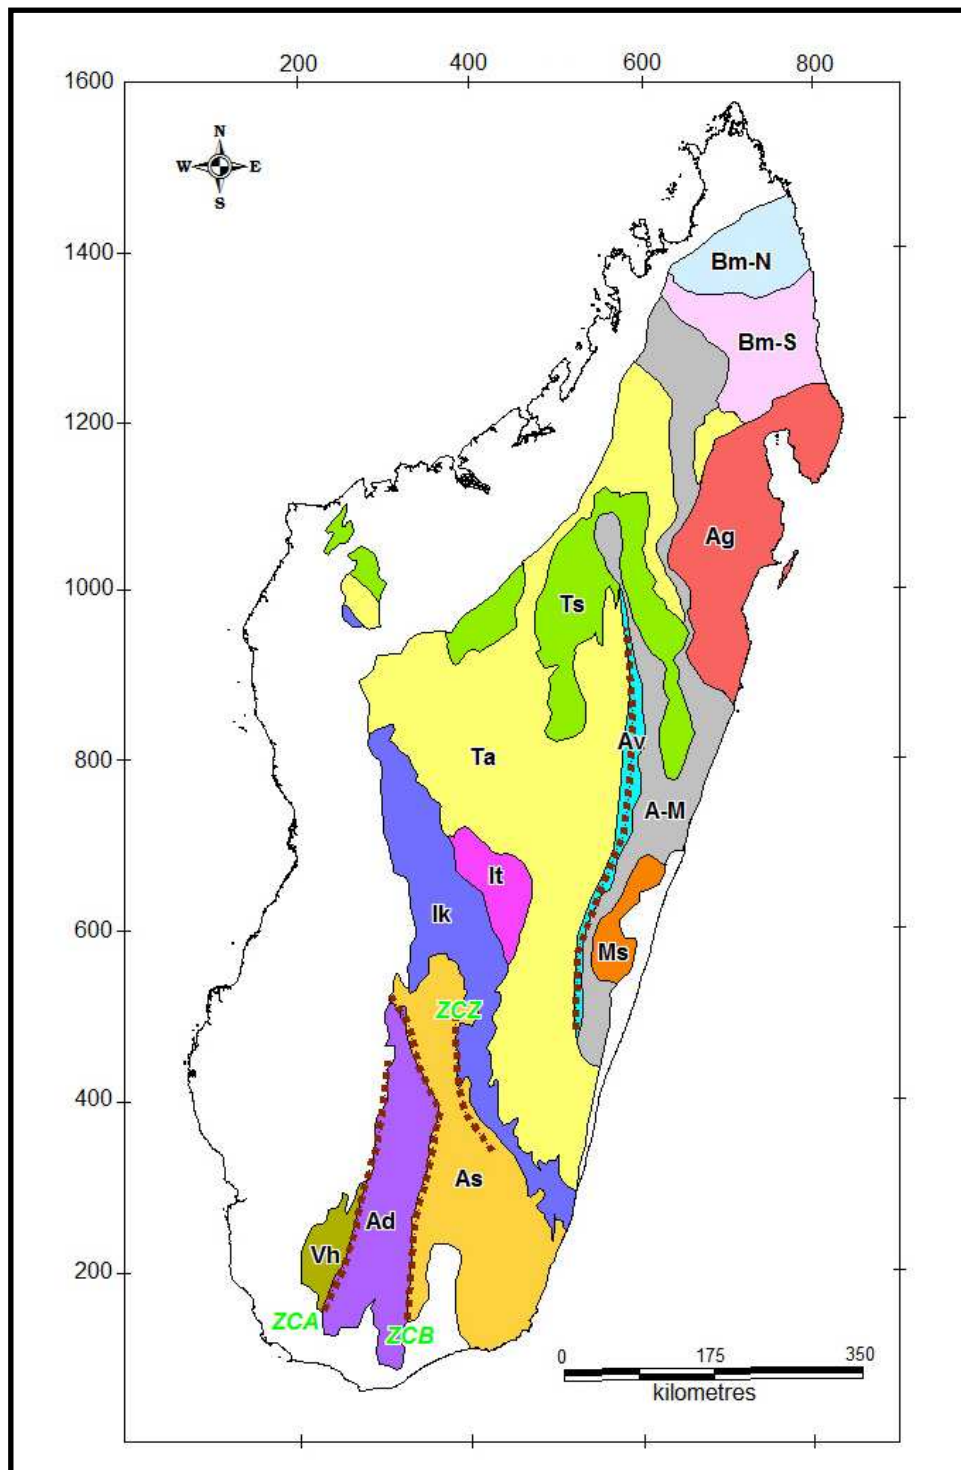 200 400 600 800
1600
N
W E
S
1400
Bm-N
Bm-S
1200
Ag
1000
Ts
Av
800
Ta
A-M
It
Ik
600
Ms
ZCZ
400
As
Ad
Vh
200
ZCA
ZCB
0 175 350
kilometres